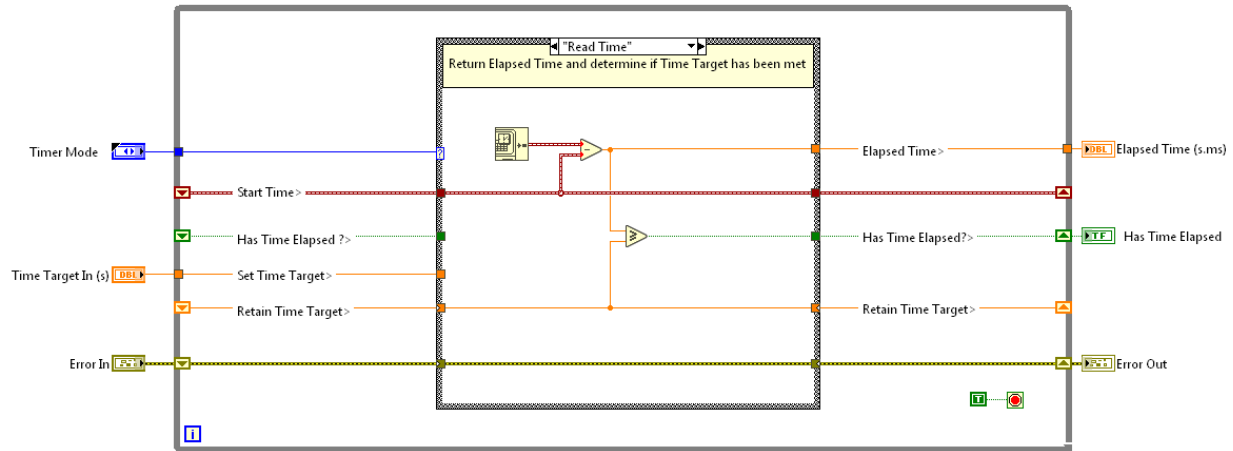 "Read Time"
Return Elapsed Time and determine if Time Target has been met
Timer Mode
Elapsed Time>
DBL
Elapsed Time (s.ms)
Start Time>
Has Time Elapsed ?>
Has Time Elapsed?>
TF
Has Time Elapsed
Time Target In (s)
DBL
Set Time Target>
Retain Time Target>
Retain Time Target>
Error In
Error Out
T
i